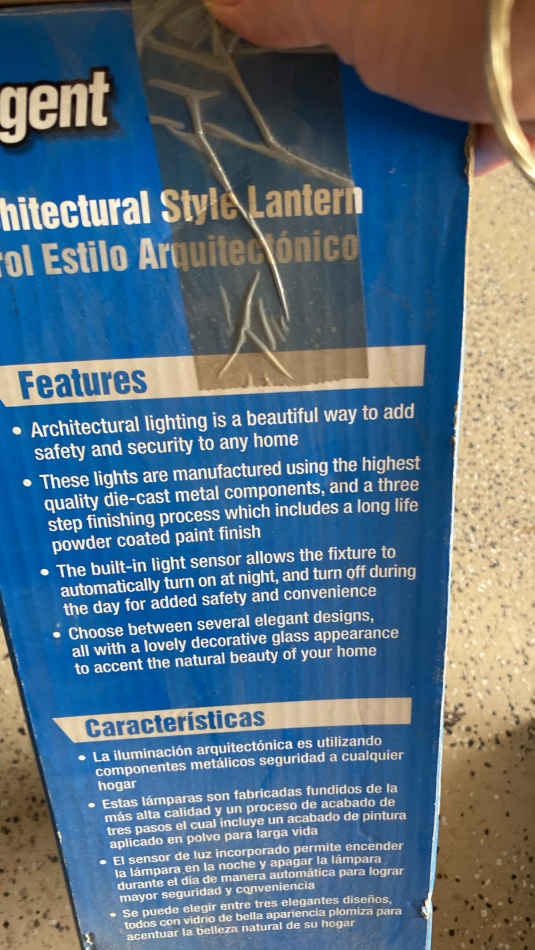 gent
hitectural Style Lantern
rol Estilo Arquitectónico
Features
• Architectural lighting is a beautiful way to add
safety and security to any home
• These lights are manufactured using the highest
quality die-cast metal components, and a three
step finishing process which includes a long life
powder coated paint finish
• The built-in light sensor allows the fixture to
automatically turn on at night, and turn off during
the day for added safety and convenience
• Choose between several elegant designs,
all with a lovely decorative glass appearance
to accent the natural beauty of your home
Características
• La iluminación arquitectónica es utilizando
componentes metálicos seguridad a cualquier
hogar
• Estas lámparas son fabricadas fundidos de la
más alta calidad y un proceso de acabado de
tres pasos el cual incluye un acabado de pintura
aplicado en polvo para larga vida
• El sensor de luz incorporado permite encender
la lámpara en la noche y apagar la lámpara
durante el día de manera automática para lograr
mayor seguridad y conveniencia
• Se puede elegir entre tres elegantes diseños,
todos con vidrio de bella apariencia plomiza para
acentuar la belleza natural de su hogar